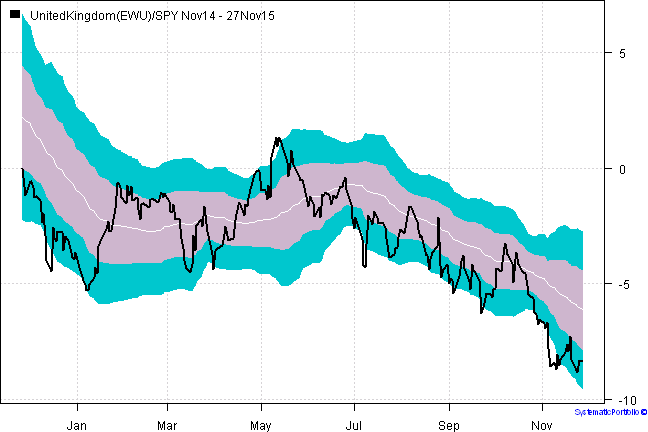 UnitedKingdom(EWU)/SPY Nov14 - 27Nov15
5
0
-5
-10
Jan Mar May Jul Sep Nov
SystematicPortfolio ©